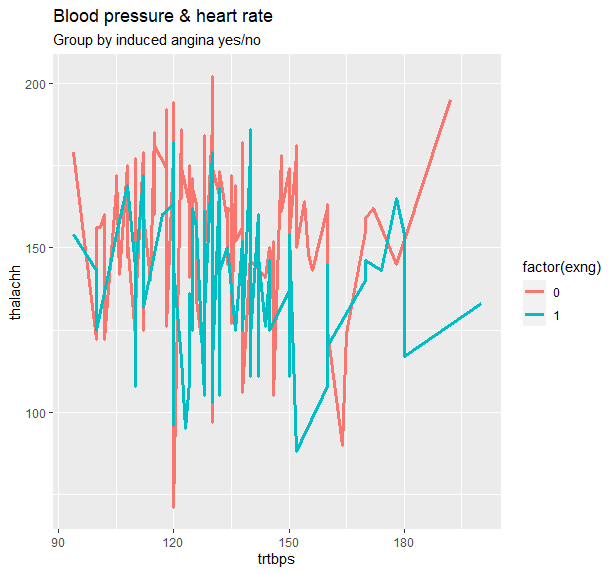 Blood pressure & heart rate
Group by induced angina yes/no
200
150
100
thalachh
90
120
150
180
trtbps
factor(exng)
0
1